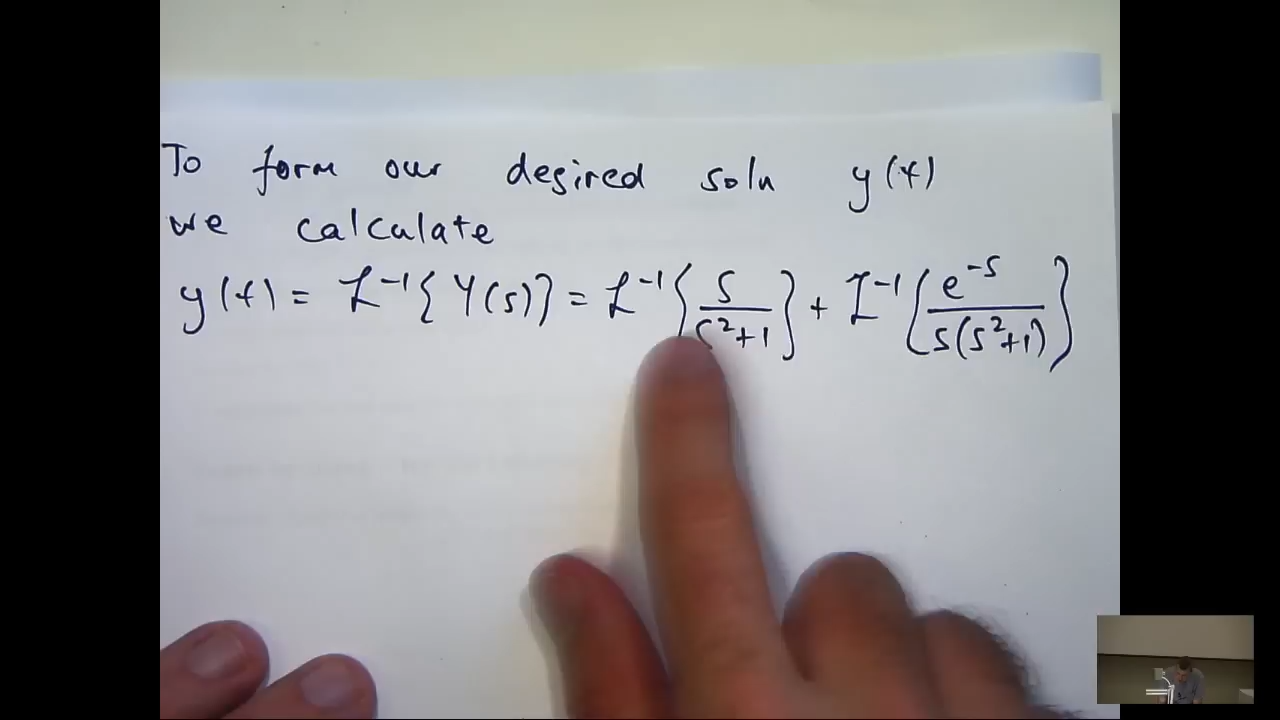 To form our desired soln y(t)
we calculate
y(t) = ℒ⁻¹{Y(s)} = ℒ⁻¹{s/(s²+1)} + ℒ⁻¹{e⁻ˢ/(s(s²+1))}